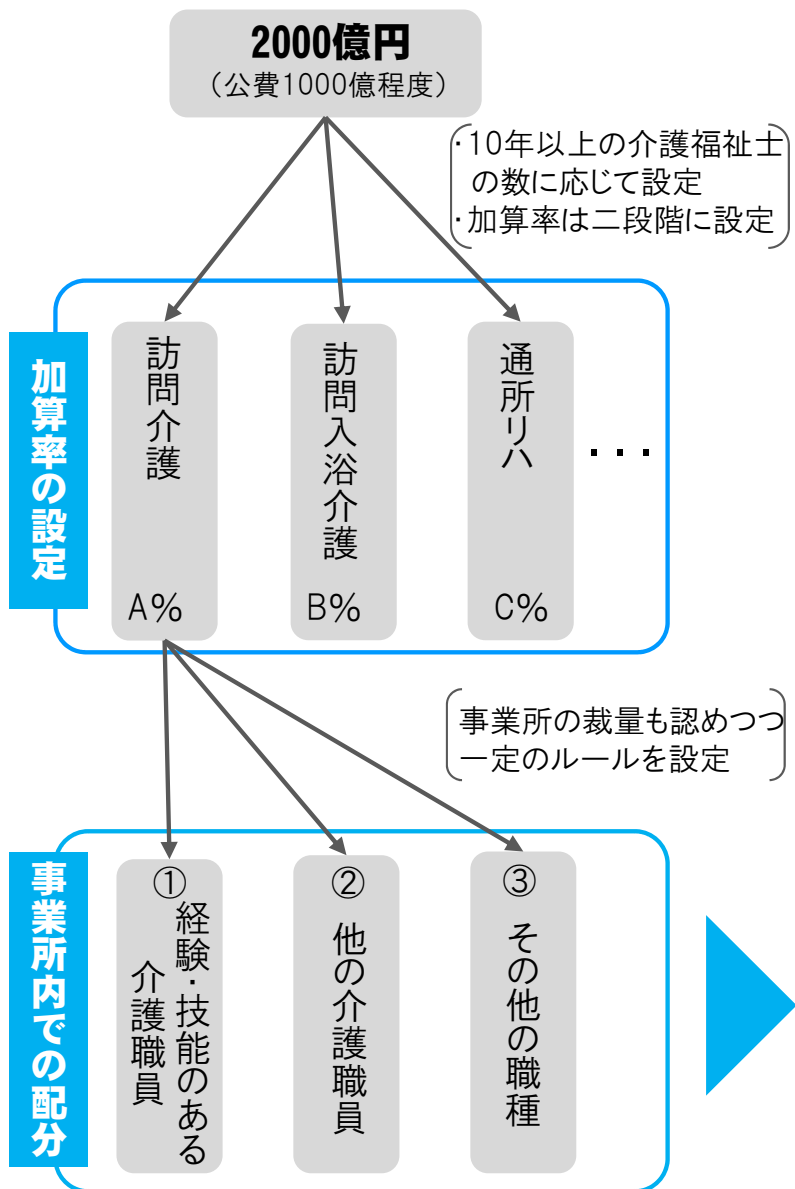 2000億円
（公費1000億程度）
・10年以上の介護福祉士
の数に応じて設定
・加算率は二段階に設定
加算率の設定
訪問介護
A%
訪問入浴介護
B%
通所リハ
C%
・・・
事業所の裁量も認めつつ
一定のルールを設定
事業所内での配分
①
経験・技能のある
介護職員
②
他の介護職員
③
その他の職種